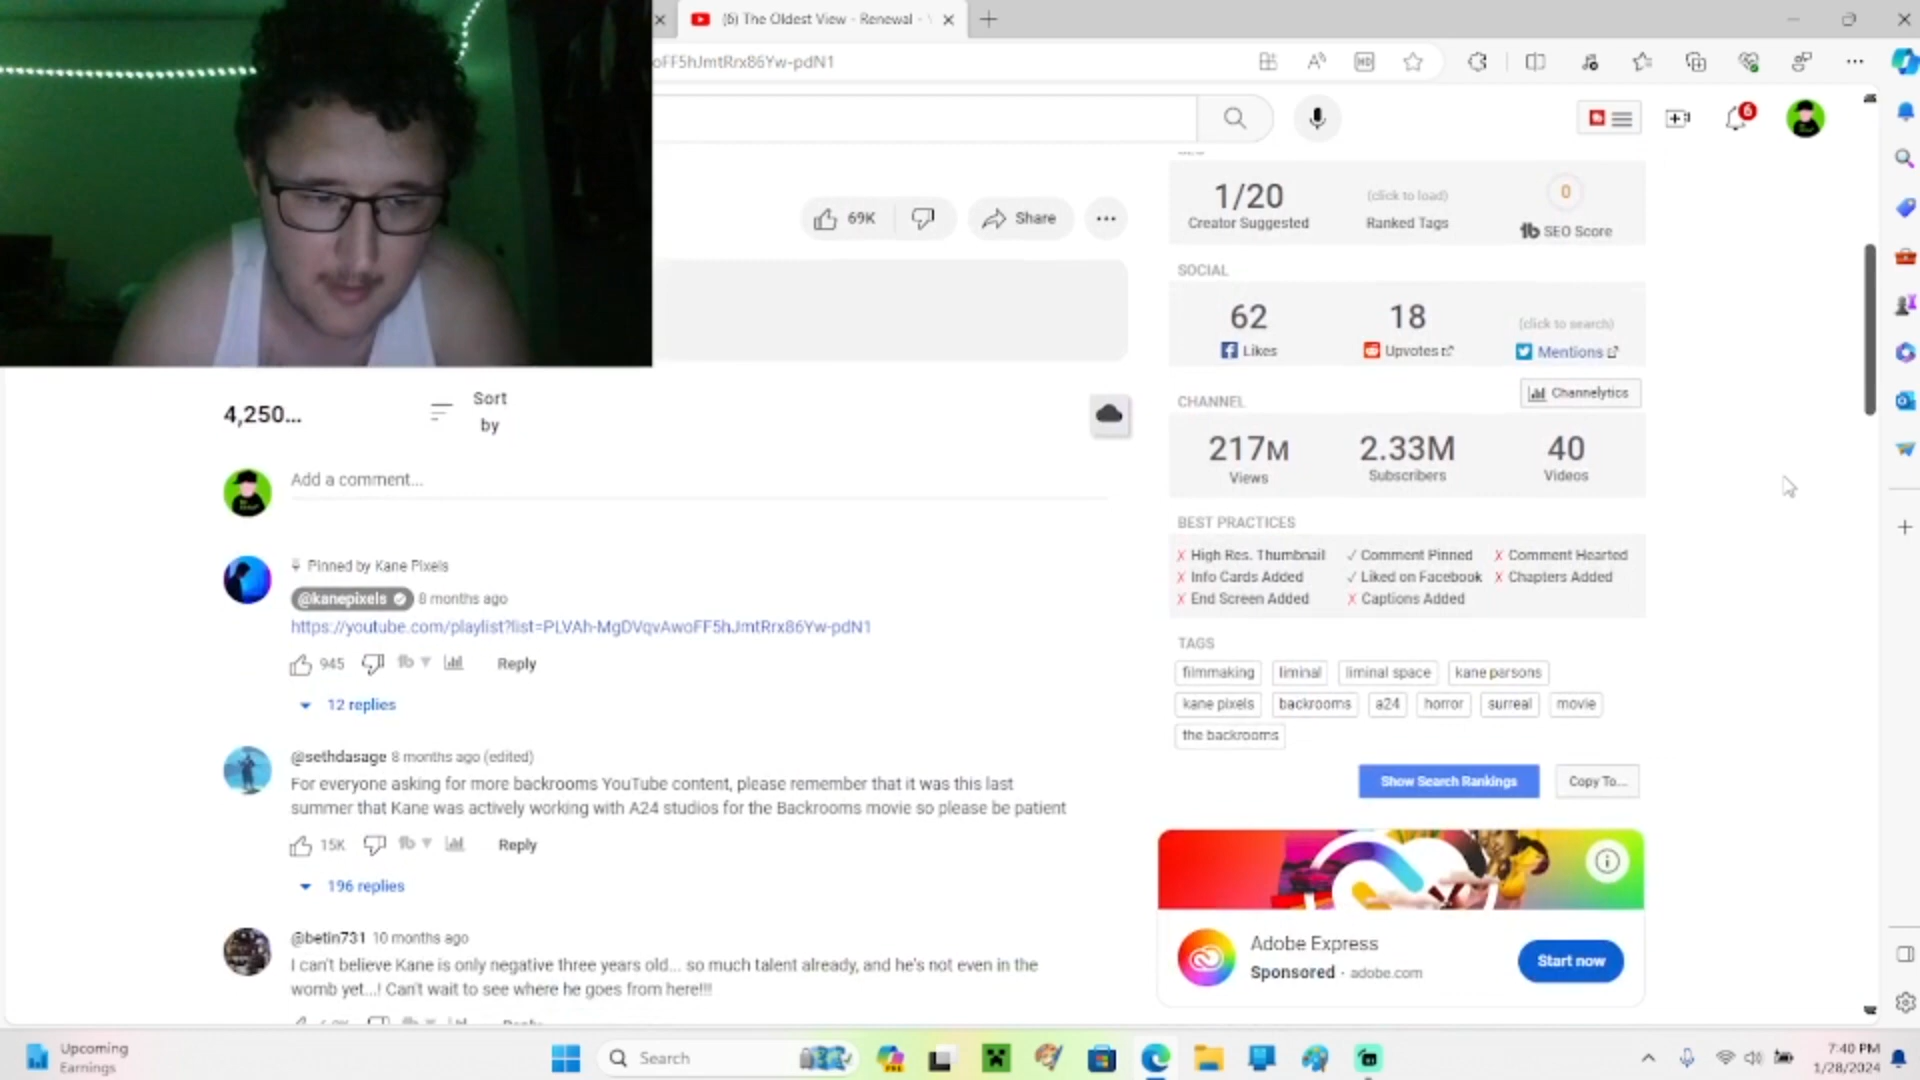 (6) The Oldest View - Renewal -
oFF5hJmtRrx86Yw-pdN1
HD
6
69K
Share
4,250...
Sort
by
Add a comment...
Pinned by Kane Pixels
@kanepixels 8 months ago
https://youtube.com/playlist?list=PLVAh-MgDVqvAwoFF5hJmtRrx86Yw-pdN1
945
Reply
12 replies
@sethdasage 8 months ago (edited)
For everyone asking for more backrooms YouTube content, please remember that it was this last
summer that Kane was actively working with A24 studios for the Backrooms movie so please be patient
15K
Reply
196 replies
@betin731 10 months ago
I can't believe Kane is only negative three years old... so much talent already, and he's not even in the
womb yet...! Can't wait to see where he goes from here!!!
Reply
1/20
Creator Suggested
(click to load)
Ranked Tags
0
tb SEO Score
SOCIAL
62
Likes
18
Upvotes
(click to search)
Mentions
CHANNEL
Channelytics
217M
Views
2.33M
Subscribers
40
Videos
BEST PRACTICES
X High Res. Thumbnail ✓ Comment Pinned X Comment Hearted
X Info Cards Added ✓ Liked on Facebook X Chapters Added
X End Screen Added X Captions Added
TAGS
filmmaking liminal liminal space kane parsons
kane pixels backrooms a24 horror surreal movie
the backrooms
Show Search Rankings Copy To...
Adobe Express
Sponsored · adobe.com
Start now
Upcoming
Earnings
Search
7:40 PM
1/28/2024